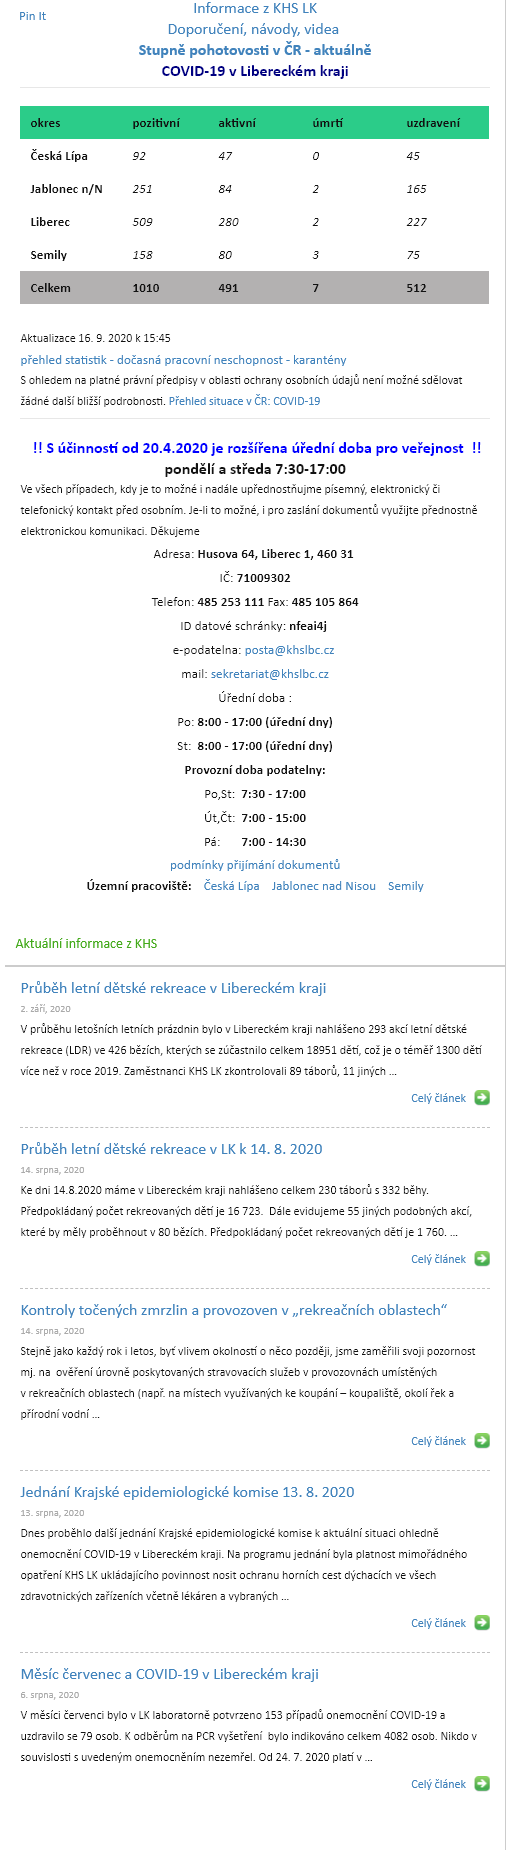 Pin It
Informace z KHS LK
Doporučení, návody, videa
Stupně pohotovosti v ČR - aktuálně
COVID-19 v Libereckém kraji
okres pozitivní aktivní úmrtí uzdravení
Česká Lípa 92 47 0 45
Jablonec n/N 251 84 2 165
Liberec 509 280 2 227
Semily 158 80 3 75
Celkem 1010 491 7 512
Aktualizace 16. 9. 2020 k 15:45
přehled statistik - dočasná pracovní neschopnost - karantény
S ohledem na platné právní předpisy v oblasti ochrany osobních údajů není možné sdělovat
žádné další bližší podrobnosti. Přehled situace v ČR: COVID-19
!! S účinností od 20.4.2020 je rozšířena úřední doba pro veřejnost !!
pondělí a středa 7:30-17:00
Ve všech případech, kdy je to možné i nadále upřednostňujme písemný, elektronický či
telefonický kontakt před osobním. Je-li to možné, i pro zaslání dokumentů využijte přednostně
elektronickou komunikaci. Děkujeme
Adresa: Husova 64, Liberec 1, 460 31
IČ: 71009302
Telefon: 485 253 111 Fax: 485 105 864
ID datové schránky: nfeai4j
e-podatelna: posta@khslbc.cz
mail: sekretariat@khslbc.cz
Úřední doba :
Po: 8:00 - 17:00 (úřední dny)
St: 8:00 - 17:00 (úřední dny)
Provozní doba podatelny:
Po,St: 7:30 - 17:00
Út,Čt: 7:00 - 15:00
Pá: 7:00 - 14:30
podmínky přijímání dokumentů
Územní pracoviště: Česká Lípa Jablonec nad Nisou Semily
Aktuální informace z KHS
Průběh letní dětské rekreace v Libereckém kraji
2. září, 2020
V průběhu letošních letních prázdnin bylo v Libereckém kraji nahlášeno 293 akcí letní dětské
rekreace (LDR) ve 426 bězích, kterých se zúčastnilo celkem 18951 dětí, což je o téměř 1300 dětí
více než v roce 2019. Zaměstnanci KHS LK zkontrolovali 89 táborů, 11 jiných ...
Celý článek
Průběh letní dětské rekreace v LK k 14. 8. 2020
14. srpna, 2020
Ke dni 14.8.2020 máme v Libereckém kraji nahlášeno celkem 230 táborů s 332 běhy.
Předpokládaný počet rekreovaných dětí je 16 723. Dále evidujeme 55 jiných podobných akcí,
které by měly proběhnout v 80 bězích. Předpokládaný počet rekreovaných dětí je 1 760. ...
Celý článek
Kontroly točených zmrzlin a provozoven v „rekreačních oblastech“
14. srpna, 2020
Stejně jako každý rok i letos, byť vlivem okolností o něco později, jsme zaměřili svoji pozornost
mj. na ověření úrovně poskytovaných stravovacích služeb v provozovnách umístěných
v rekreačních oblastech (např. na místech využívaných ke koupání – koupaliště, okolí řek a
přírodní vodní ...
Celý článek
Jednání Krajské epidemiologické komise 13. 8. 2020
13. srpna, 2020
Dnes proběhlo další jednání Krajské epidemiologické komise k aktuální situaci ohledně
onemocnění COVID-19 v Libereckém kraji. Na programu jednání byla platnost mimořádného
opatření KHS LK ukládajícího povinnost nosit ochranu horních cest dýchacích ve všech
zdravotnických zařízeních včetně lékáren a vybraných ...
Celý článek
Měsíc červenec a COVID-19 v Libereckém kraji
6. srpna, 2020
V měsíci červenci bylo v LK laboratorně potvrzeno 153 případů onemocnění COVID-19 a
uzdravilo se 79 osob. K odběrům na PCR vyšetření bylo indikováno celkem 4082 osob. Nikdo v
souvislosti s uvedeným onemocněním nezemřel. Od 24. 7. 2020 platí v ...
Celý článek